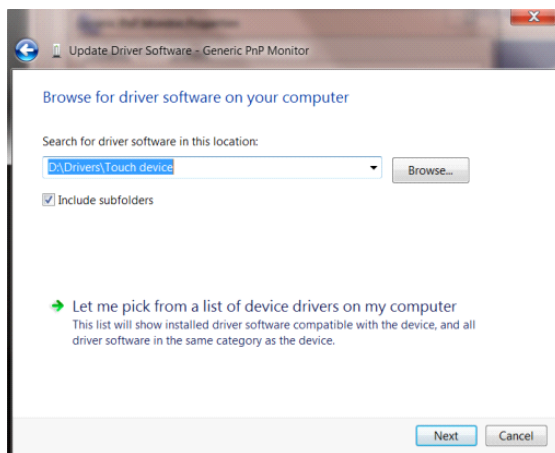 Update Driver Software - Generic PnP Monitor
Browse for driver software on your computer
Search for driver software in this location:
D:\Drivers\Touch device
Browse...
Include subfolders
Let me pick from a list of device drivers on my computer
This list will show installed driver software compatible with the device, and all
driver software in the same category as the device.
Next
Cancel